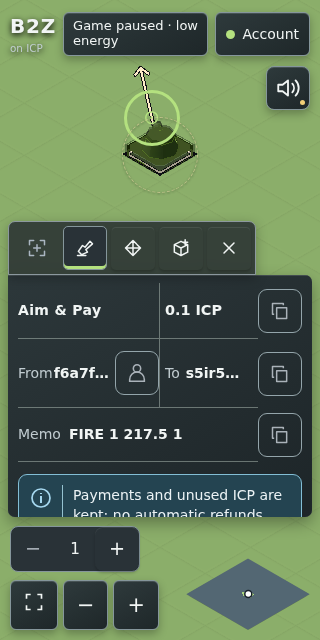 B2Z
on ICP
Game paused · low
energy
Account
Aim & Pay
0.1 ICP
From f6a7f...
To s5ir5...
Memo FIRE 1 217.5 1
Payments and unused ICP are
kept; no automatic refunds
− 1 +
− +